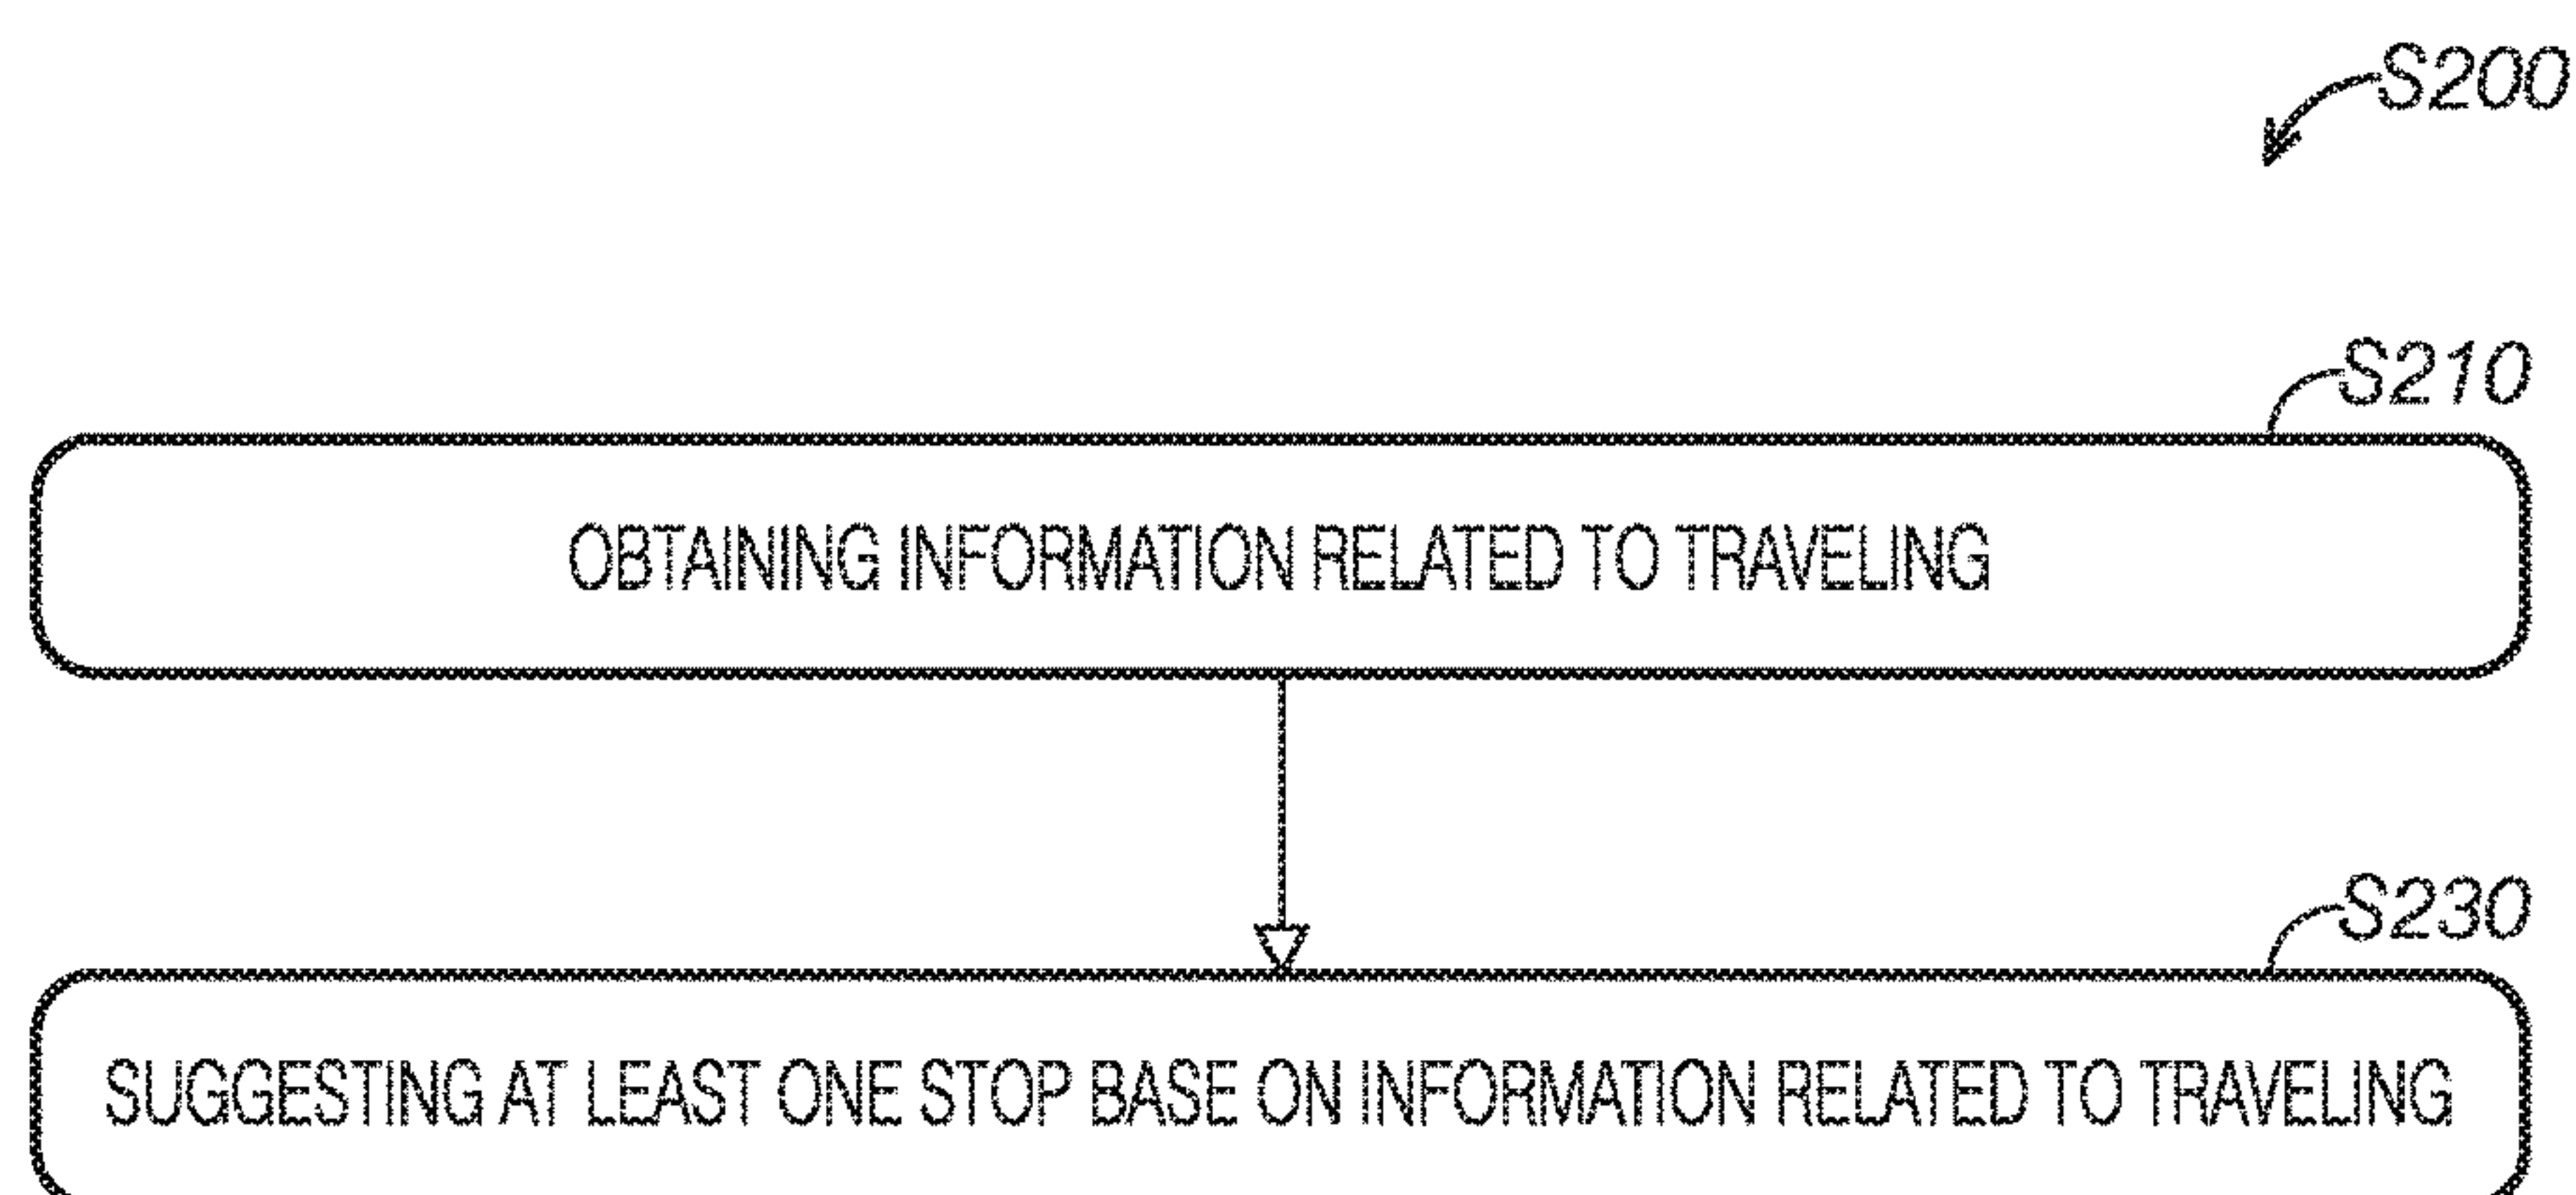 S200
S210
OBTAINING INFORMATION RELATED TO TRAVELING
S230
SUGGESTING AT LEAST ONE STOP BASE ON INFORMATION RELATED TO TRAVELING